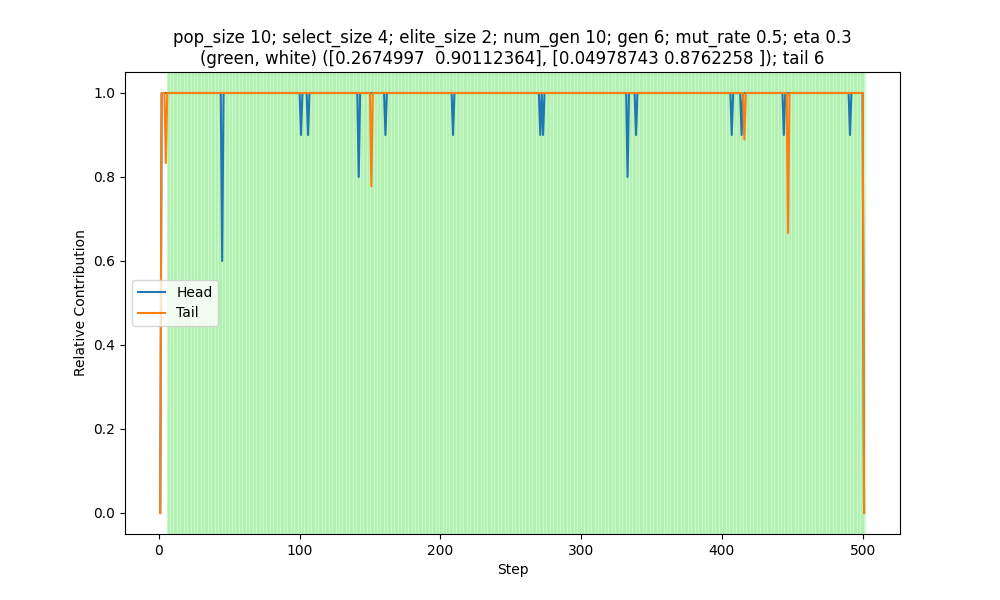 pop_size 10; select_size 4; elite_size 2; num_gen 10; gen 6; mut_rate 0.5; eta 0.3
(green, white) ([0.2674997  0.90112364], [0.04978743 0.8762258 ]); tail 6
1.0
0.8
0.6
0.4
0.2
0.0
Relative Contribution
Head
Tail
0
100
200
300
400
500
Step